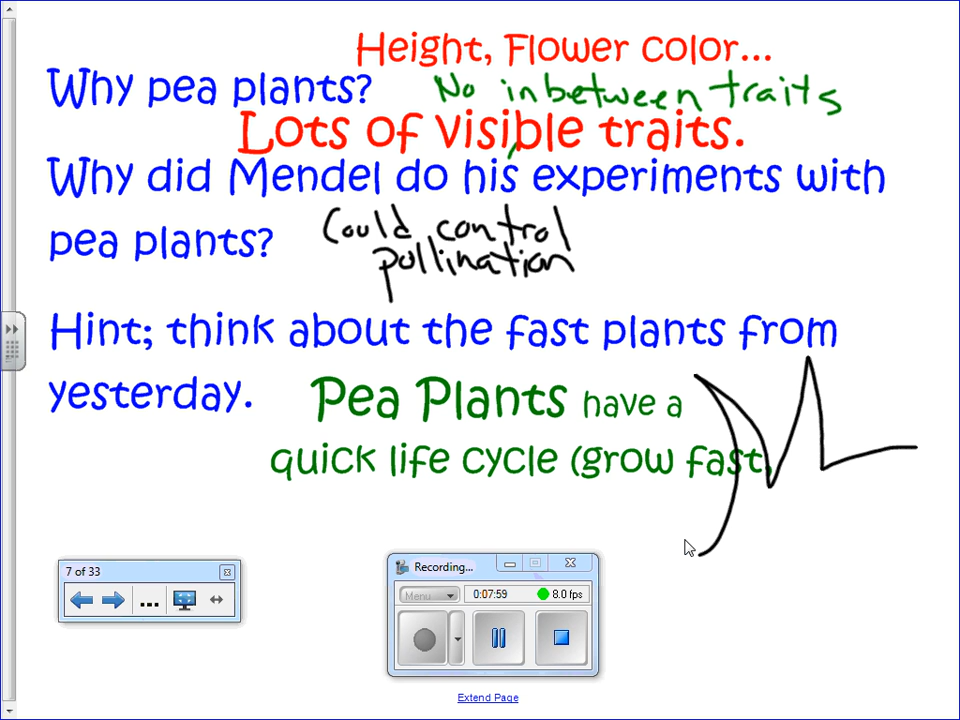 Height, Flower color...
Why pea plants?
No inbetween traits
Lots of visible traits.
Why did Mendel do his experiments with
pea plants?
Could control
pollination
Hint; think about the fast plants from
yesterday.
Pea Plants have a
quick life cycle (grow fast,
7 of 33
...
Recording...
Menu
0:07:59
8.0 fps
Extend Page